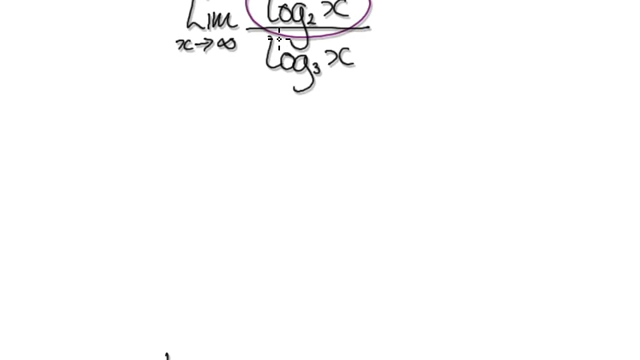 Lim log₂ x
x→∞ log₃ x